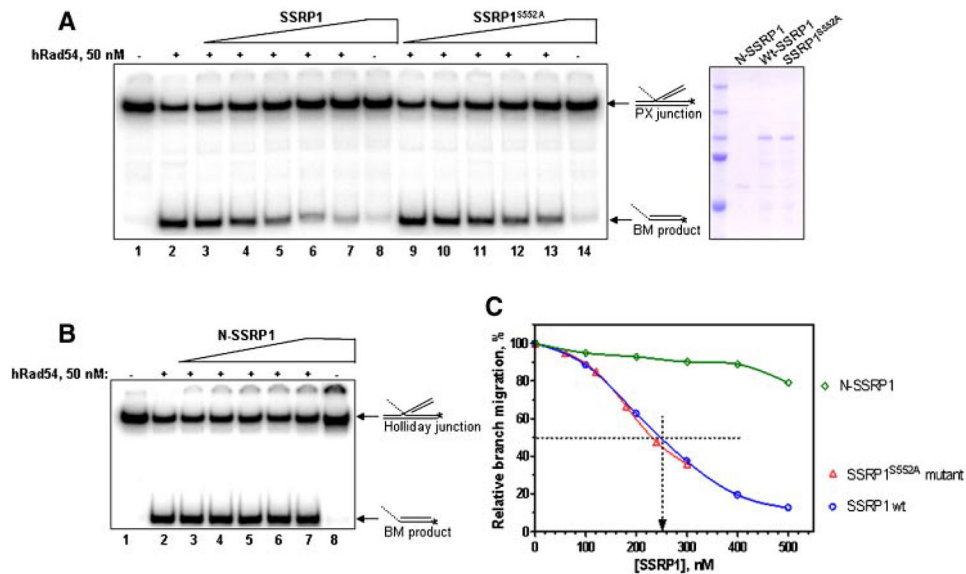 A
SSRP1
SSRP1S552A
hRad54, 50 nM - + + + + + + - + + + + + -
PX junction
BM product
1 2 3 4 5 6 7 8 9 10 11 12 13 14
N-SSRP1
Wt-SSRP1
SSRP1S552A
B
N-SSRP1
hRad54, 50 nM: - + + + + + + -
Holliday junction
BM product
1 2 3 4 5 6 7 8
C
Relative branch migration, %
100
80
60
40
20
0
0 100 200 300 400 500
[SSRP1], nM
N-SSRP1
SSRP1S552A mutant
SSRP1 wt